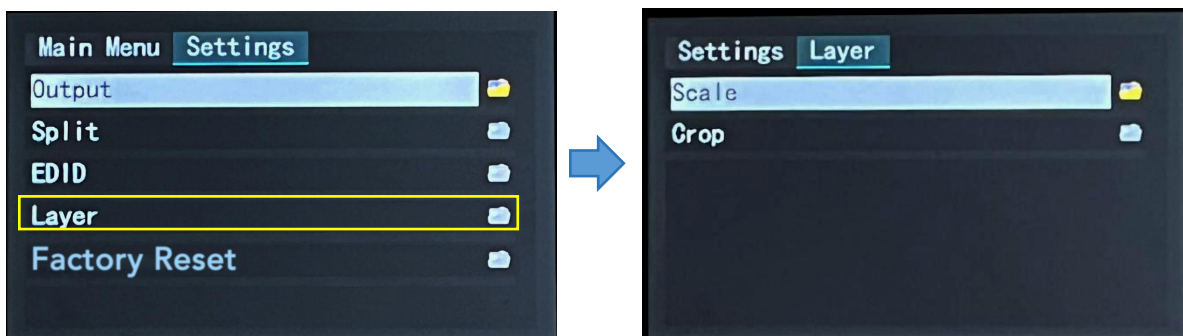 Main Menu Settings
Output
Split
EDID
Layer
Factory Reset
Settings Layer
Scale
Crop